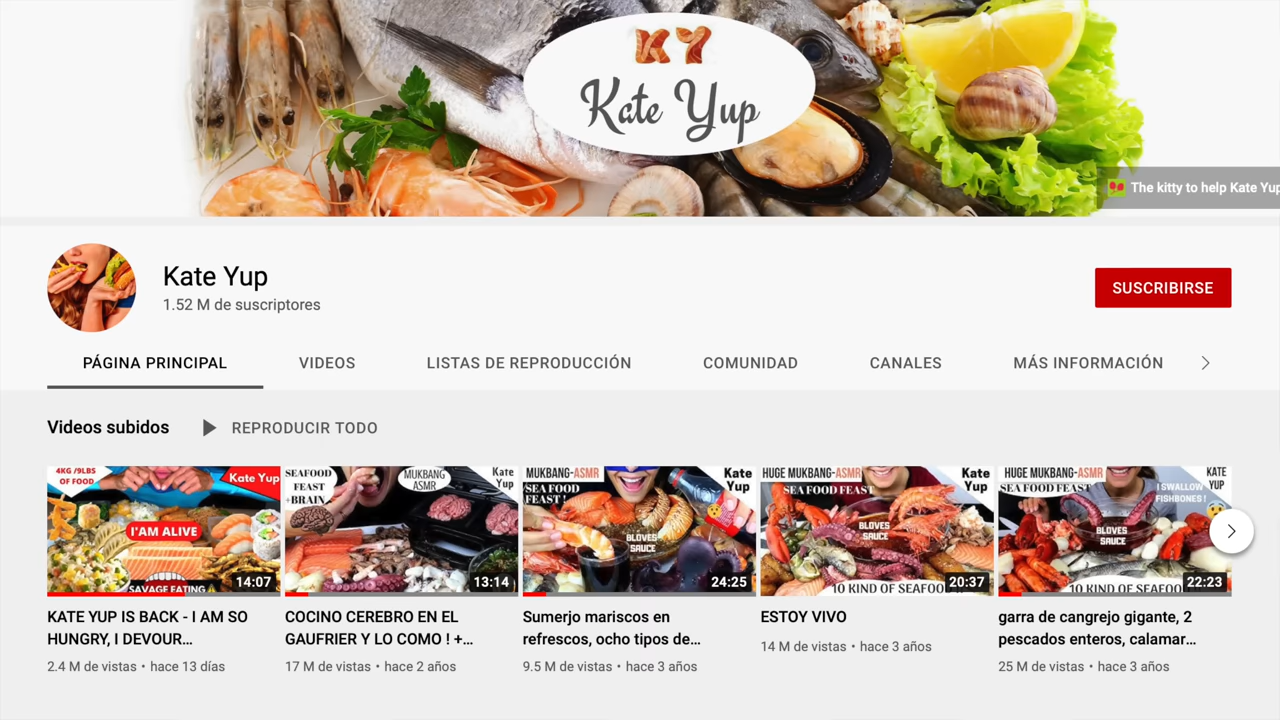 KY
Kate Yup
The kitty to help Kate Yup
Kate Yup
1.52 M de suscriptores
SUSCRIBIRSE
PÁGINA PRINCIPAL
VIDEOS
LISTAS DE REPRODUCCIÓN
COMUNIDAD
CANALES
MÁS INFORMACIÓN
Videos subidos
REPRODUCIR TODO
4KG /9LBS
OF FOOD
Kate Yup
I'AM ALIVE
SAVAGE EATING
14:07
KATE YUP IS BACK - I AM SO
HUNGRY, I DEVOUR…
2.4 M de vistas • hace 13 días
SEAFOOD
FEAST
+BRAIN
MUKBANG
ASMR
Kate
Yup
13:14
COCINO CEREBRO EN EL
GAUFRIER Y LO COMO ! +…
17 M de vistas • hace 2 años
MUKBANG-ASMR
SEA FOOD
FEAST !
Kate
Yup
BLOVES
SAUCE
24:25
Sumerjo mariscos en
refrescos, ocho tipos de…
9.5 M de vistas • hace 3 años
HUGE MUKBANG-ASMR
SEA FOOD FEAST
Kate
Yup
BLOVES
SAUCE
10 KIND OF SEAFOO
20:37
ESTOY VIVO
14 M de vistas • hace 3 años
HUGE MUKBANG-ASMR
SEA FOOD FEAST
KATE
YUP
I SWALLOW
FISHBONES !
BLOVES
SAUCE
10 KIND OF SEAFOO
22:23
garra de cangrejo gigante, 2
pescados enteros, calamar…
25 M de vistas • hace 3 años